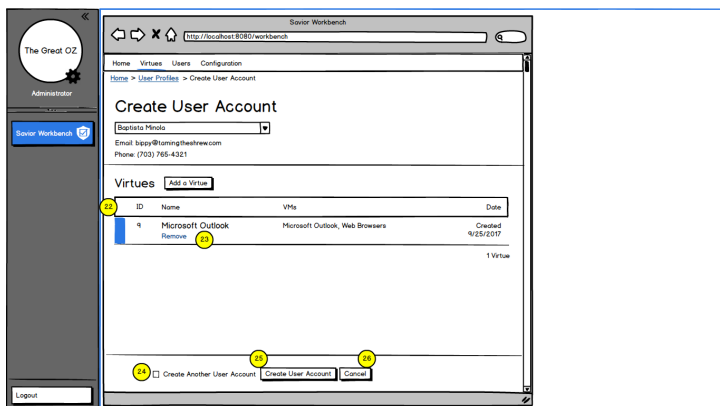 The Great OZ
Administrator
Savior Workbench
Logout
Savior Workbench
http://localhost:8080/workbench
Home Virtues Users Configuration
Home > User Profiles > Create User Account
Create User Account
Baptista Minola
Email: bippy@tamingtheshrew.com
Phone: (703) 765-4321
Virtues Add a Virtue
22 ID Name VMs Date
9 Microsoft Outlook Microsoft Outlook, Web Browsers Created
Remove 23 9/25/2017
1 Virtue
25 26
24 Create Another User Account Create User Account Cancel